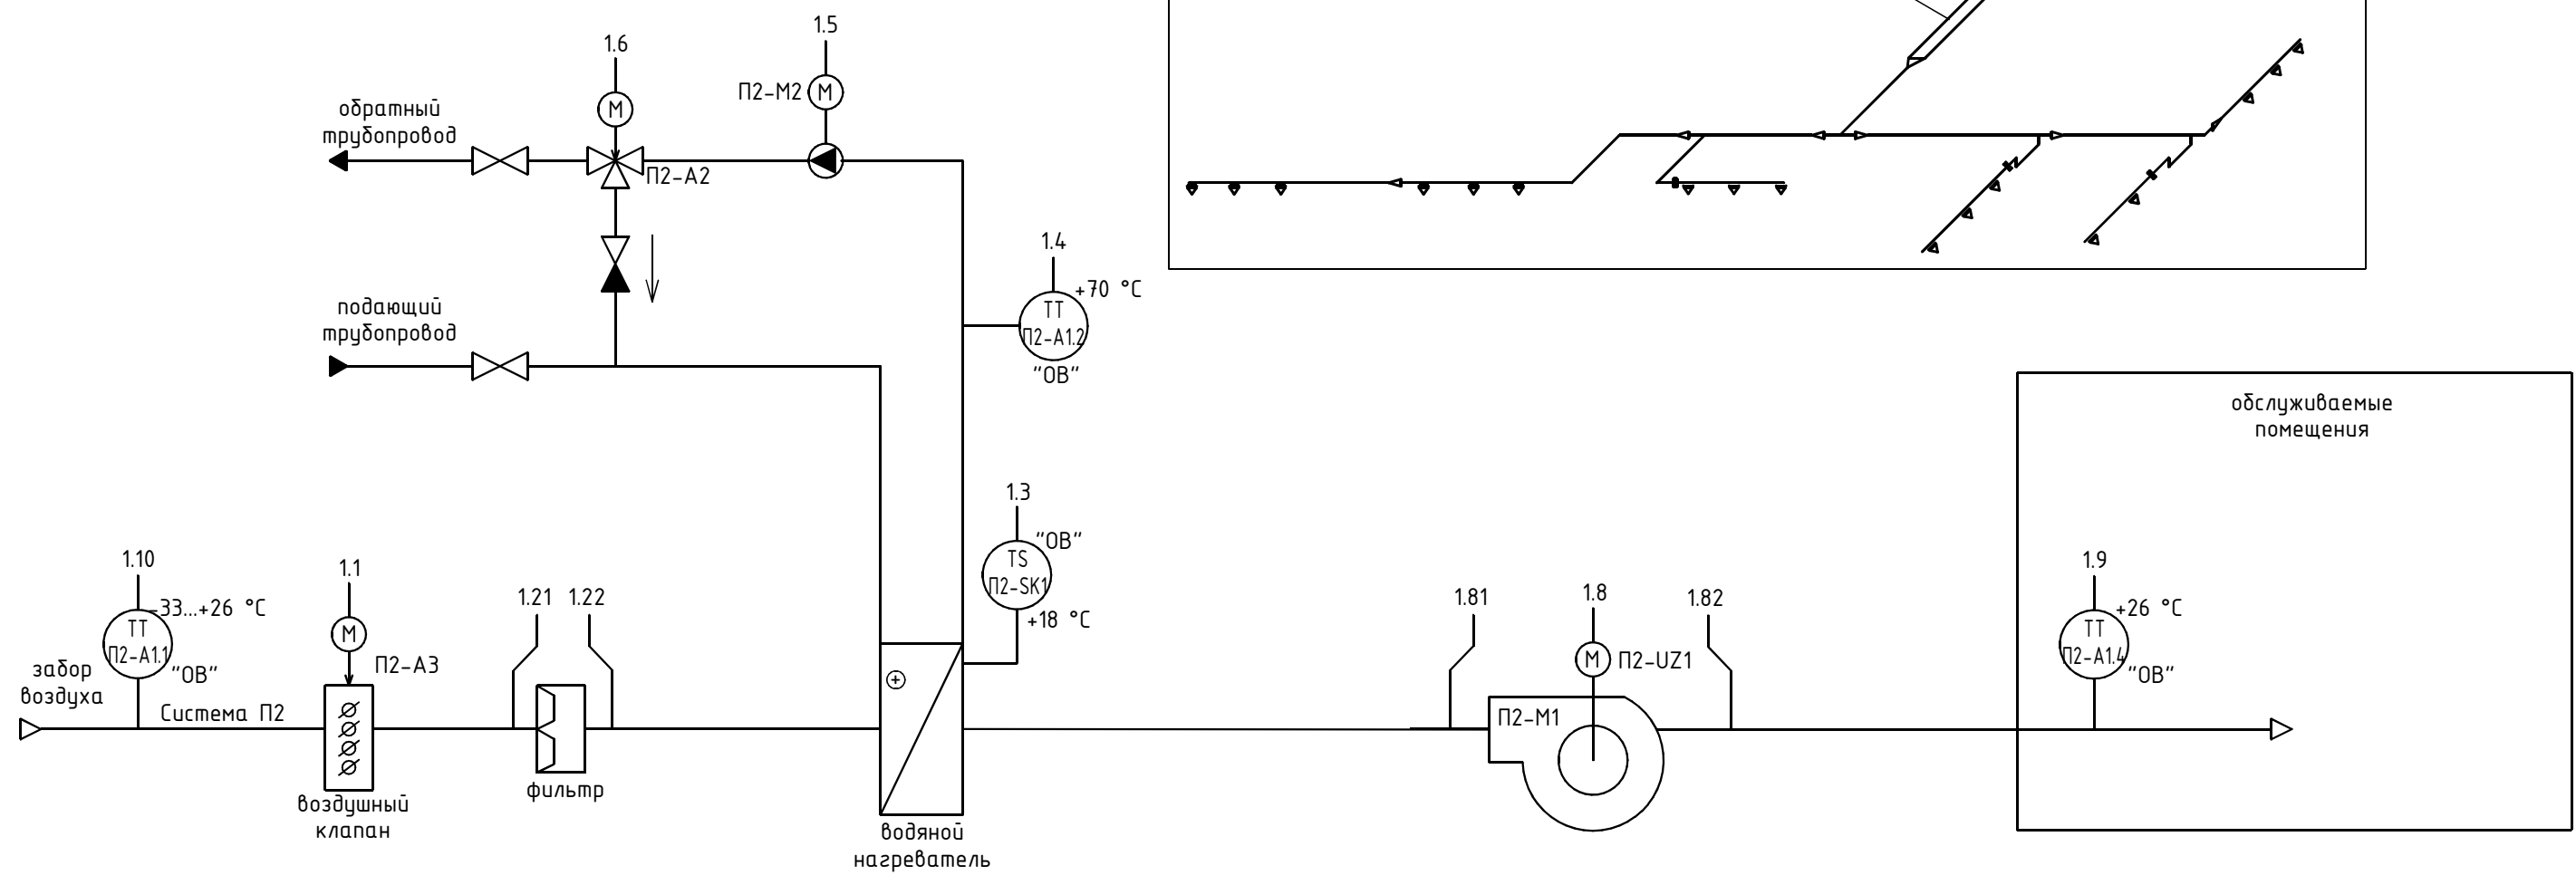 1.5
1.6
П2-М2
М
М
обратный
трубопровод
П2-А2
1.4
+70 °C
ТТ
П2-А1.2
"ОВ"
подающий
трубопровод
обслуживаемые
помещения
1.3
"ОВ"
TS
П2-SK1
+18 °C
1.10
-33...+26 °C
ТТ
П2-А1.1
"ОВ"
1.1
М
П2-А3
1.21
1.22
1.81
1.8
1.82
М
П2-UZ1
П2-М1
1.9
+26 °C
ТТ
П2-А1.4
"ОВ"
забор
воздуха
Система П2
воздушный
клапан
фильтр
водяной
нагреватель